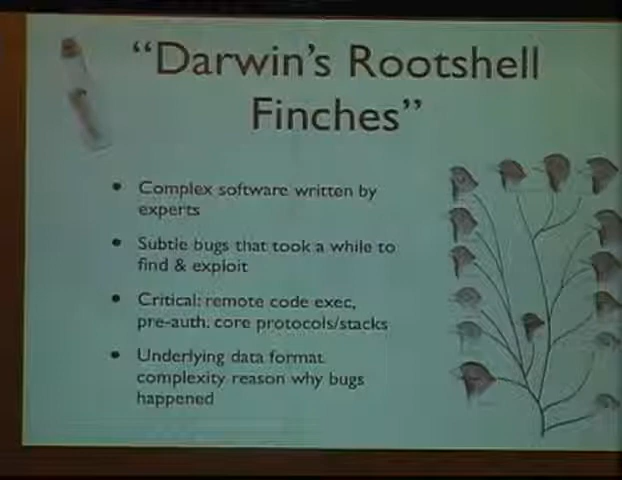 “Darwin's Rootshell
Finches”
• Complex software written by
experts
• Subtle bugs that took a while to
find & exploit
• Critical: remote code exec,
pre-auth, core protocols/stacks
• Underlying data format
complexity reason why bugs
happened